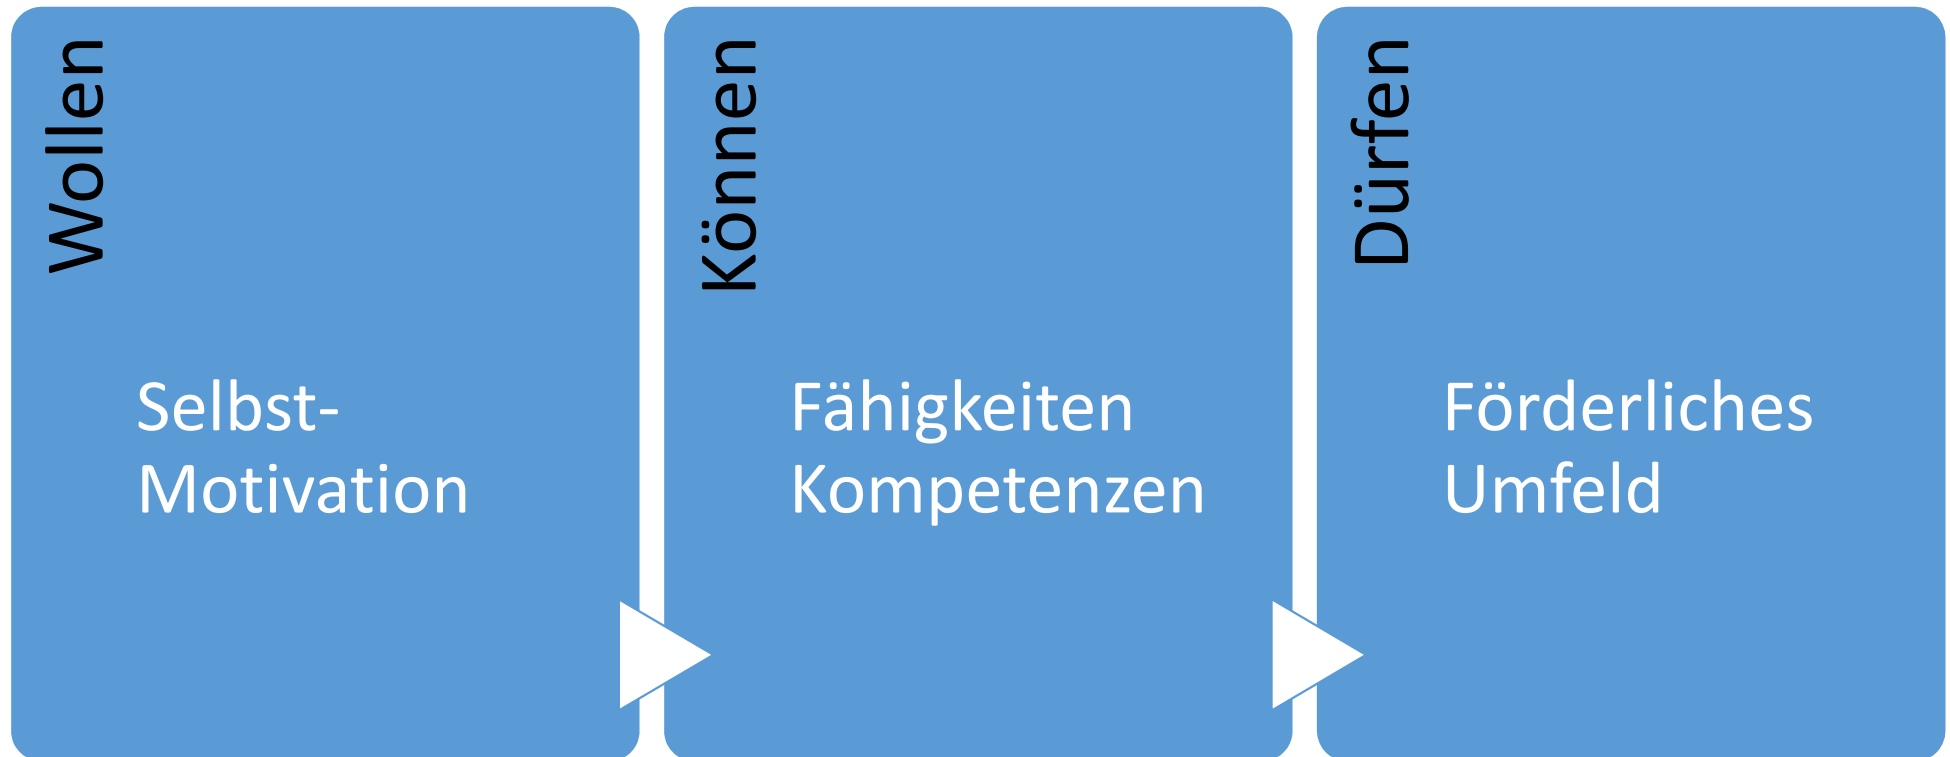 Wollen
Selbst-
Motivation
Können
Fähigkeiten
Kompetenzen
Dürfen
Förderliches
Umfeld